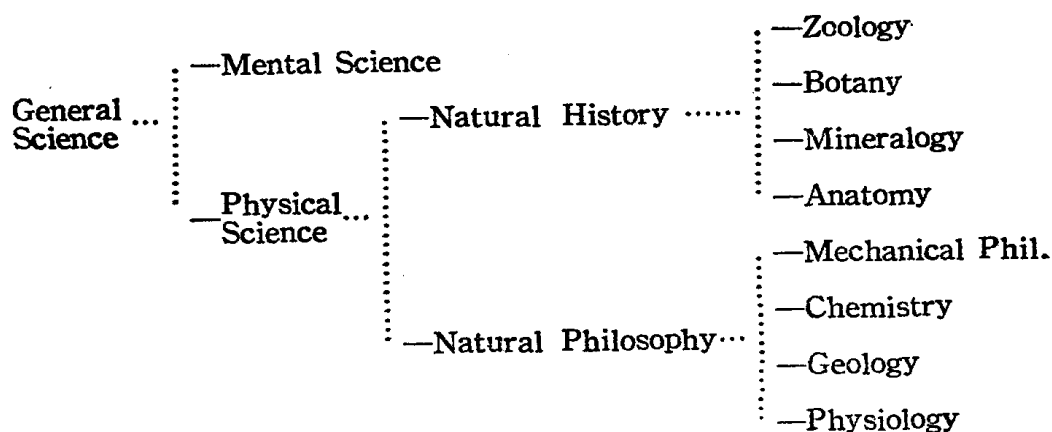 General
Science ...
—Mental Science
—Physical ...
Science
—Natural History ......
—Zoology
—Botany
—Mineralogy
—Anatomy
—Natural Philosophy ...
—Mechanical Phil.
—Chemistry
—Geology
—Physiology